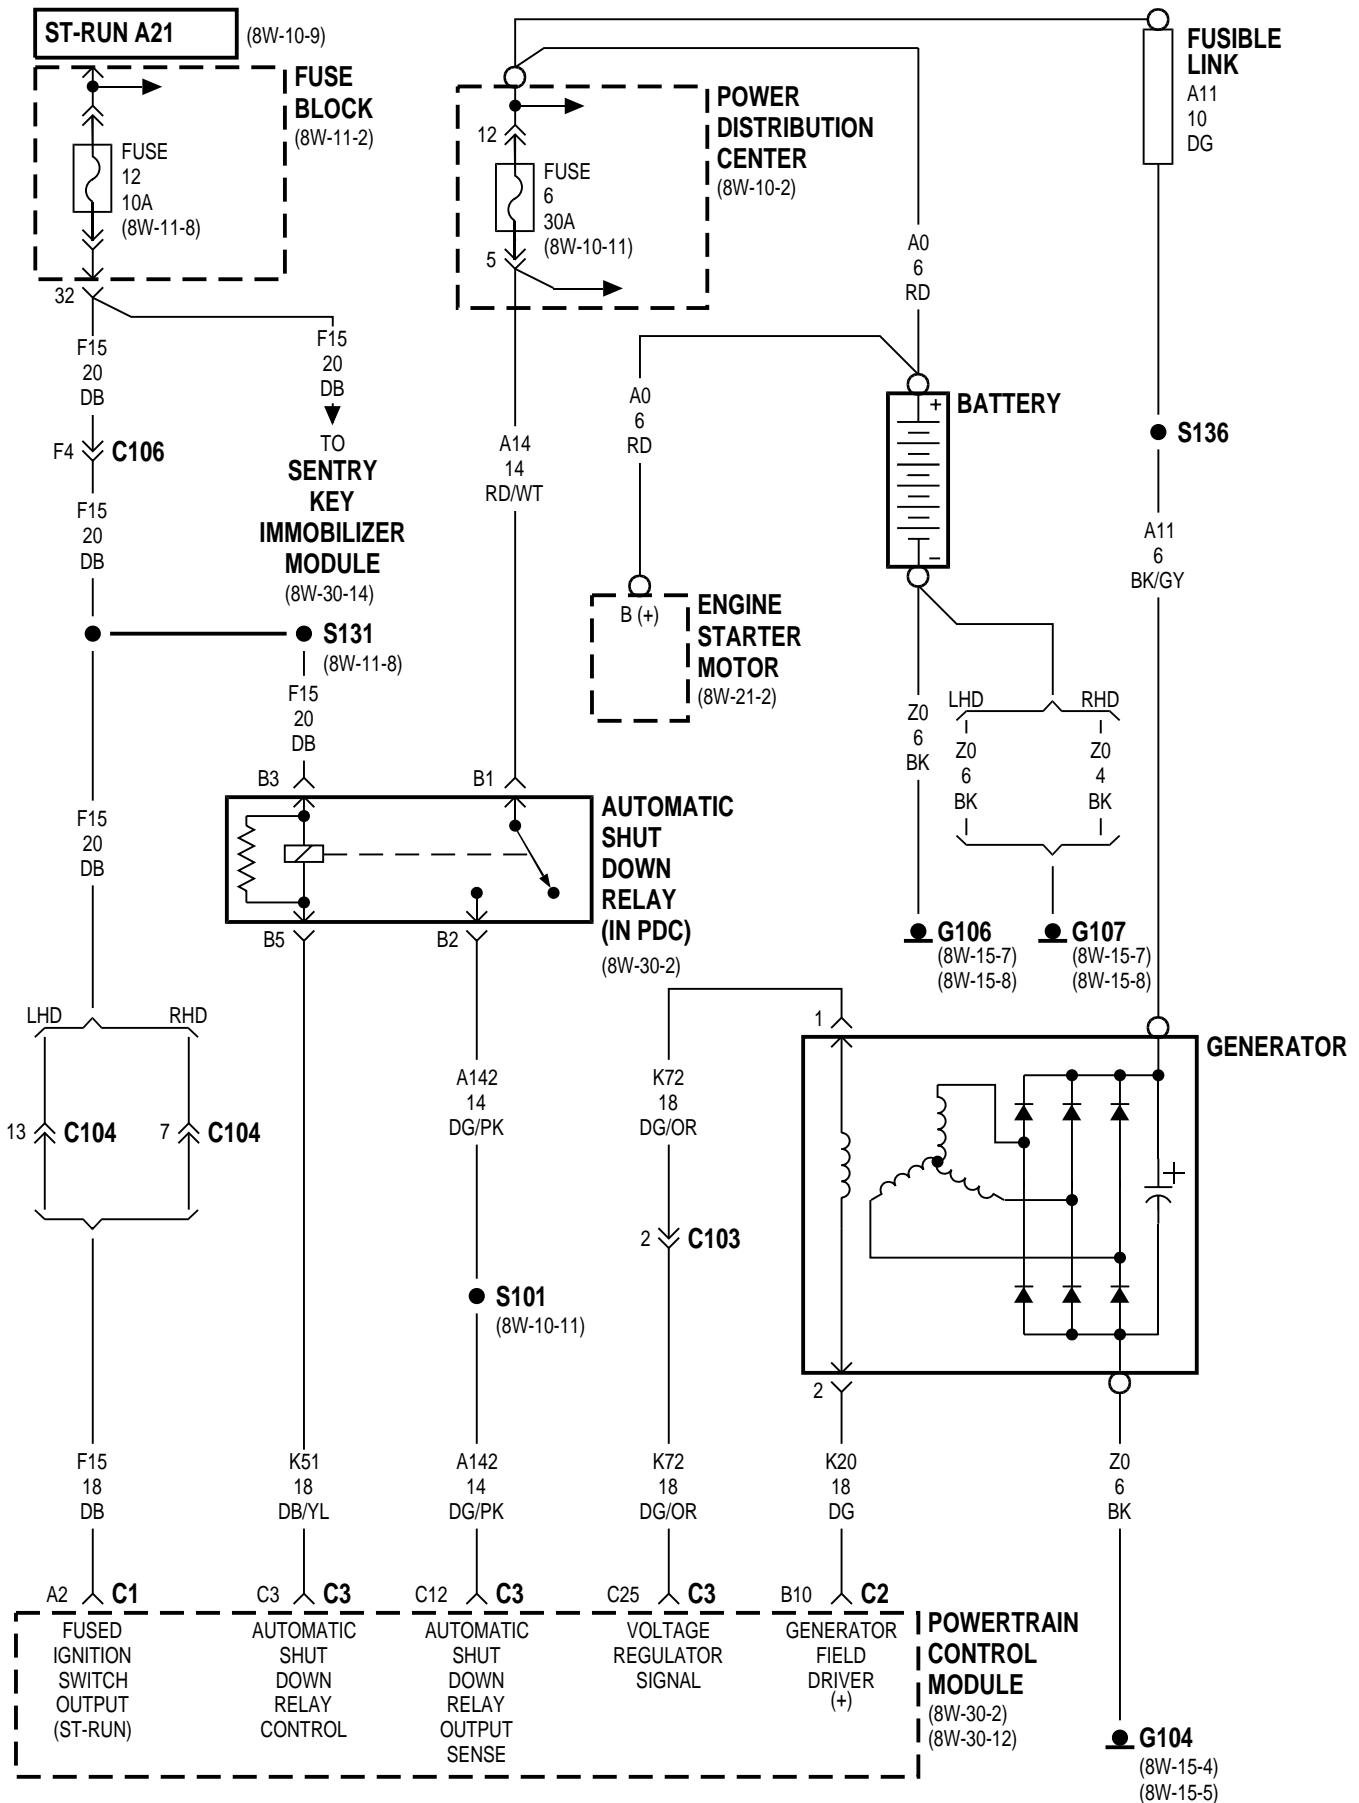 ST-RUN A21
(8W-10-9)
FUSE
BLOCK
(8W-11-2)
FUSE
12
10A
(8W-11-8)
32
F15
20
DB
F15
20
DB
TO
SENTRY
KEY
IMMOBILIZER
MODULE
(8W-30-14)
F4
C106
F15
20
DB
S131
(8W-11-8)
F15
20
DB
F15
20
DB
12
FUSE
6
30A
(8W-10-11)
5
POWER
DISTRIBUTION
CENTER
(8W-10-2)
A14
14
RD/WT
A0
6
RD
A0
6
RD
FUSIBLE
LINK
A11
10
DG
+
BATTERY
–
S136
A11
6
BK/GY
B (+)
ENGINE
STARTER
MOTOR
(8W-21-2)
Z0
6
BK
LHD
RHD
Z0
6
BK
Z0
4
BK
G106
(8W-15-7)
(8W-15-8)
G107
(8W-15-7)
(8W-15-8)
B3
B1
AUTOMATIC
SHUT
DOWN
RELAY
(IN PDC)
(8W-30-2)
B5
B2
LHD
RHD
13
C104
7
C104
A142
14
DG/PK
K72
18
DG/OR
1
GENERATOR
+
2
C103
S101
(8W-10-11)
2
F15
18
DB
K51
18
DB/YL
A142
14
DG/PK
K72
18
DG/OR
K20
18
DG
Z0
6
BK
A2
C1
C3
C3
C12
C3
C25
C3
B10
C2
FUSED
IGNITION
SWITCH
OUTPUT
(ST-RUN)
AUTOMATIC
SHUT
DOWN
RELAY
CONTROL
AUTOMATIC
SHUT
DOWN
RELAY
OUTPUT
SENSE
VOLTAGE
REGULATOR
SIGNAL
GENERATOR
FIELD
DRIVER
(+)
POWERTRAIN
CONTROL
MODULE
(8W-30-2)
(8W-30-12)
G104
(8W-15-4)
(8W-15-5)